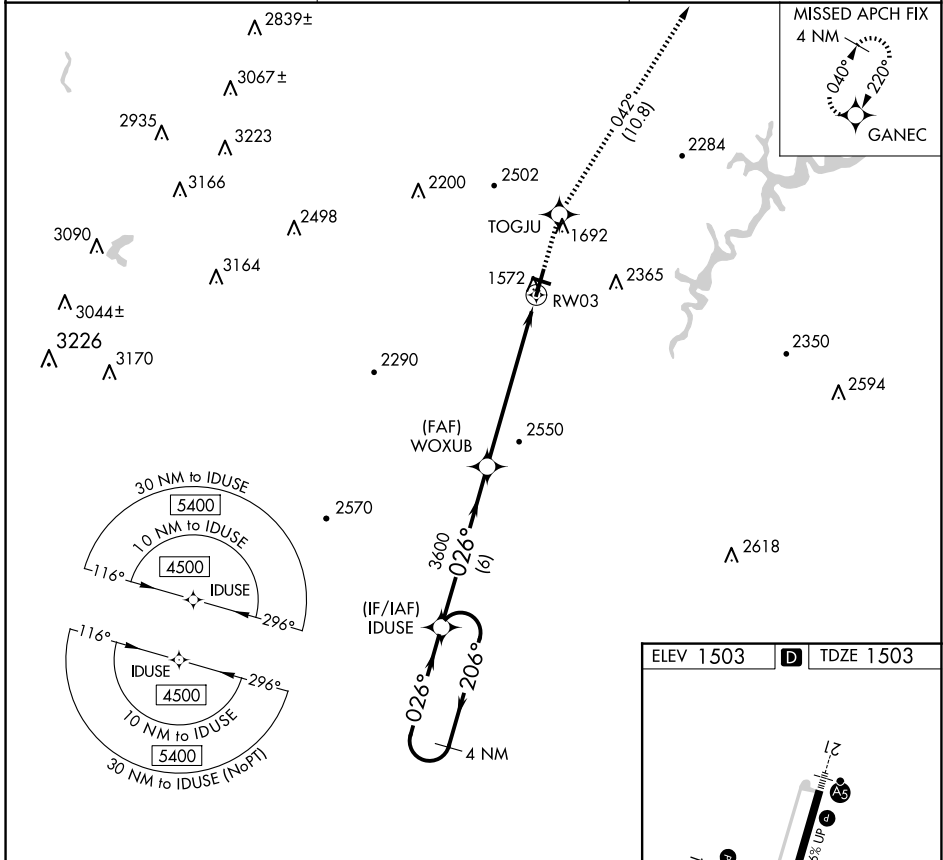 MISSED APCH FIX
4 NM
040°
220°
GANEC
2839±
3067±
2935
3223
3166
2498
3090
3164
3044±
3226
3170
2200
2502
2284
042°
(10.8)
TOGJU
1692
1572
RW03
2365
2290
2350
2594
(FAF)
WOXUB
2550
2570
2618
3600
026°
(6)
(IF/IAF)
IDUSE
026°
206°
4 NM
30 NM to IDUSE
5400
10 NM to IDUSE
4500
IDUSE
116°
296°
116°
296°
IDUSE
4500
10 NM to IDUSE
5400
30 NM to IDUSE (NoPT)
ELEV 1503 D TDZE 1503
21
A5
P
% UP
P